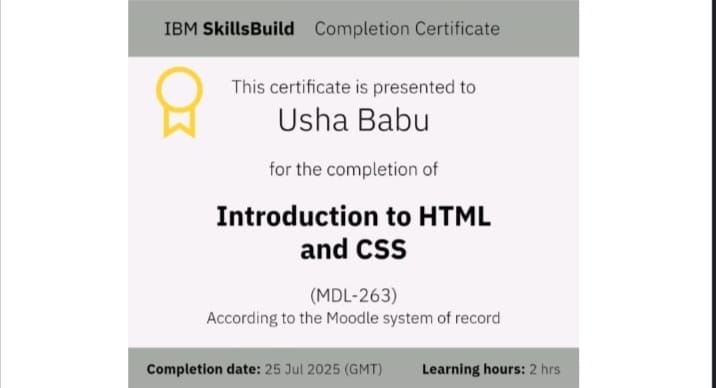 IBM SkillsBuild Completion Certificate
This certificate is presented to
Usha Babu
for the completion of
Introduction to HTML
and CSS
(MDL-263)
According to the Moodle system of record
Completion date: 25 Jul 2025 (GMT) Learning hours: 2 hrs